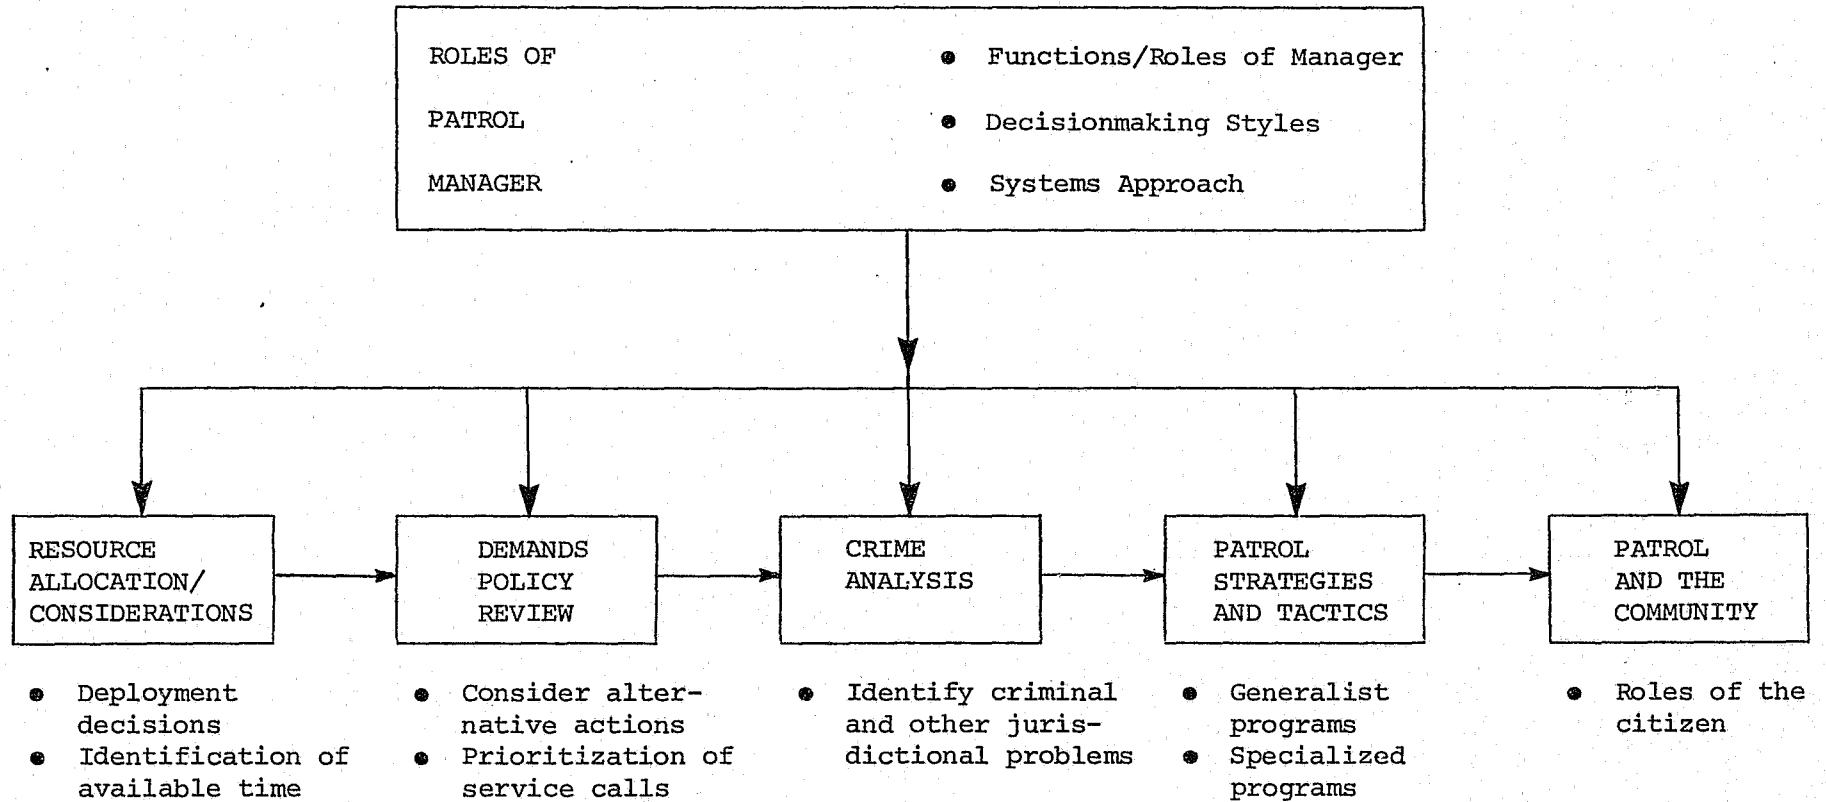 ROLES OF
PATROL
MANAGER
● Functions/Roles of Manager
● Decisionmaking Styles
● Systems Approach
RESOURCE
ALLOCATION/
CONSIDERATIONS
DEMANDS
POLICY
REVIEW
CRIME
ANALYSIS
PATROL
STRATEGIES
AND TACTICS
PATROL
AND THE
COMMUNITY
● Deployment
decisions
● Identification of
available time
● Consider alter-
native actions
● Prioritization of
service calls
● Identify criminal
and other juris-
dictional problems
● Generalist
programs
● Specialized
programs
● Roles of the
citizen